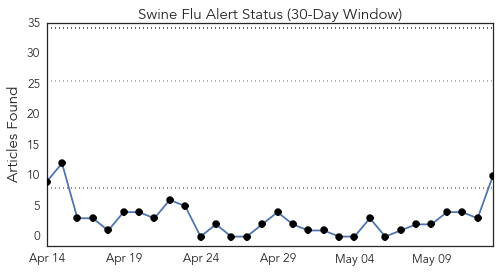 Swine Flu Alert Status (30-Day Window)
35
30
25
20
15
10
5
0
Articles Found
Apr 14
Apr 19
Apr 24
Apr 29
May 04
May 09